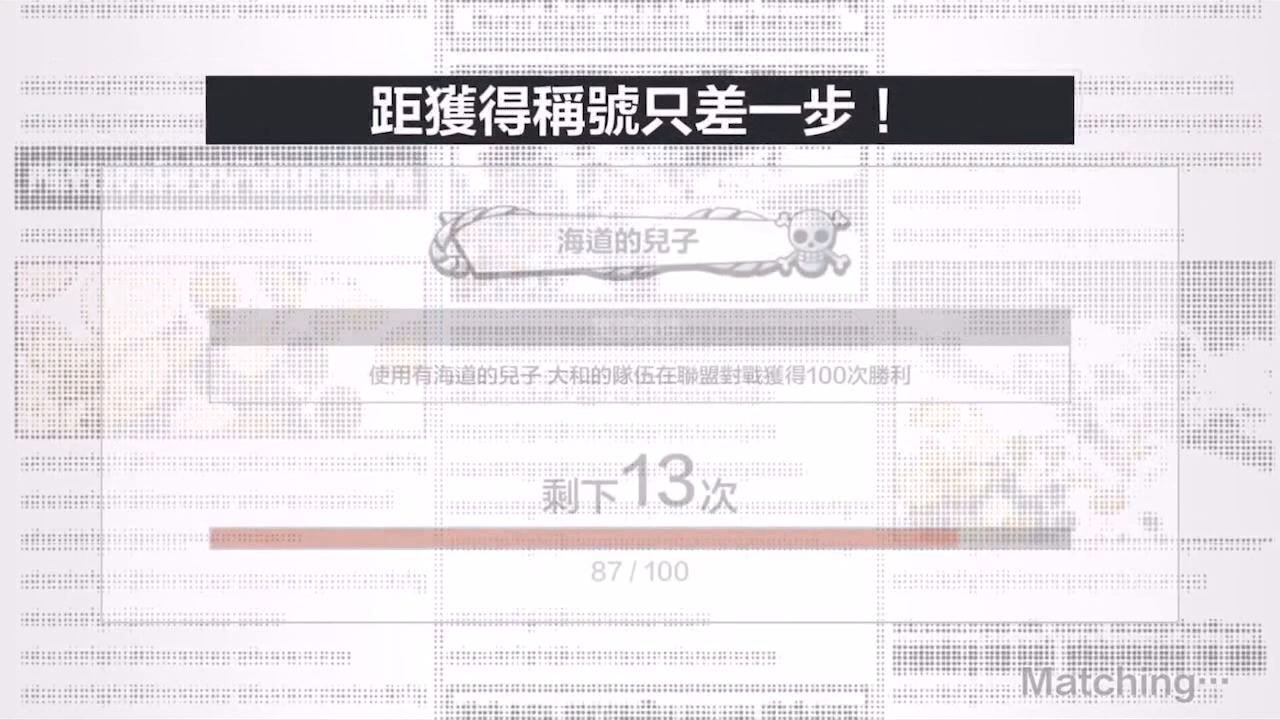 距獲得稱號只差一步！
海道的兒子
使用有海道的兒子 大和的隊伍在聯盟對戰獲得100次勝利
剩下13次
87 / 100
Matching…